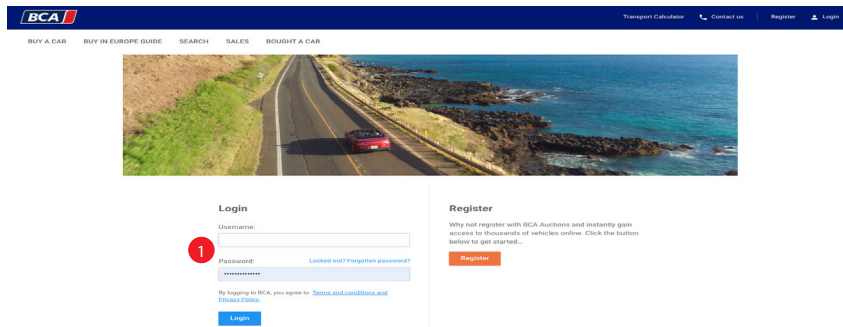 BCA
Transport Calculator Contact us Register Login
BUY A CAR BUY IN EUROPE GUIDE SEARCH SALES BOUGHT A CAR
Login
Username:
1
Password: Locked out? Forgotten password?
••••••••••••••
By logging to BCA, you agree to Terms and conditions and
Privacy Policy.
Login
Register
Why not register with BCA Auctions and instantly gain
access to thousands of vehicles online. Click the button
below to get started...
Register